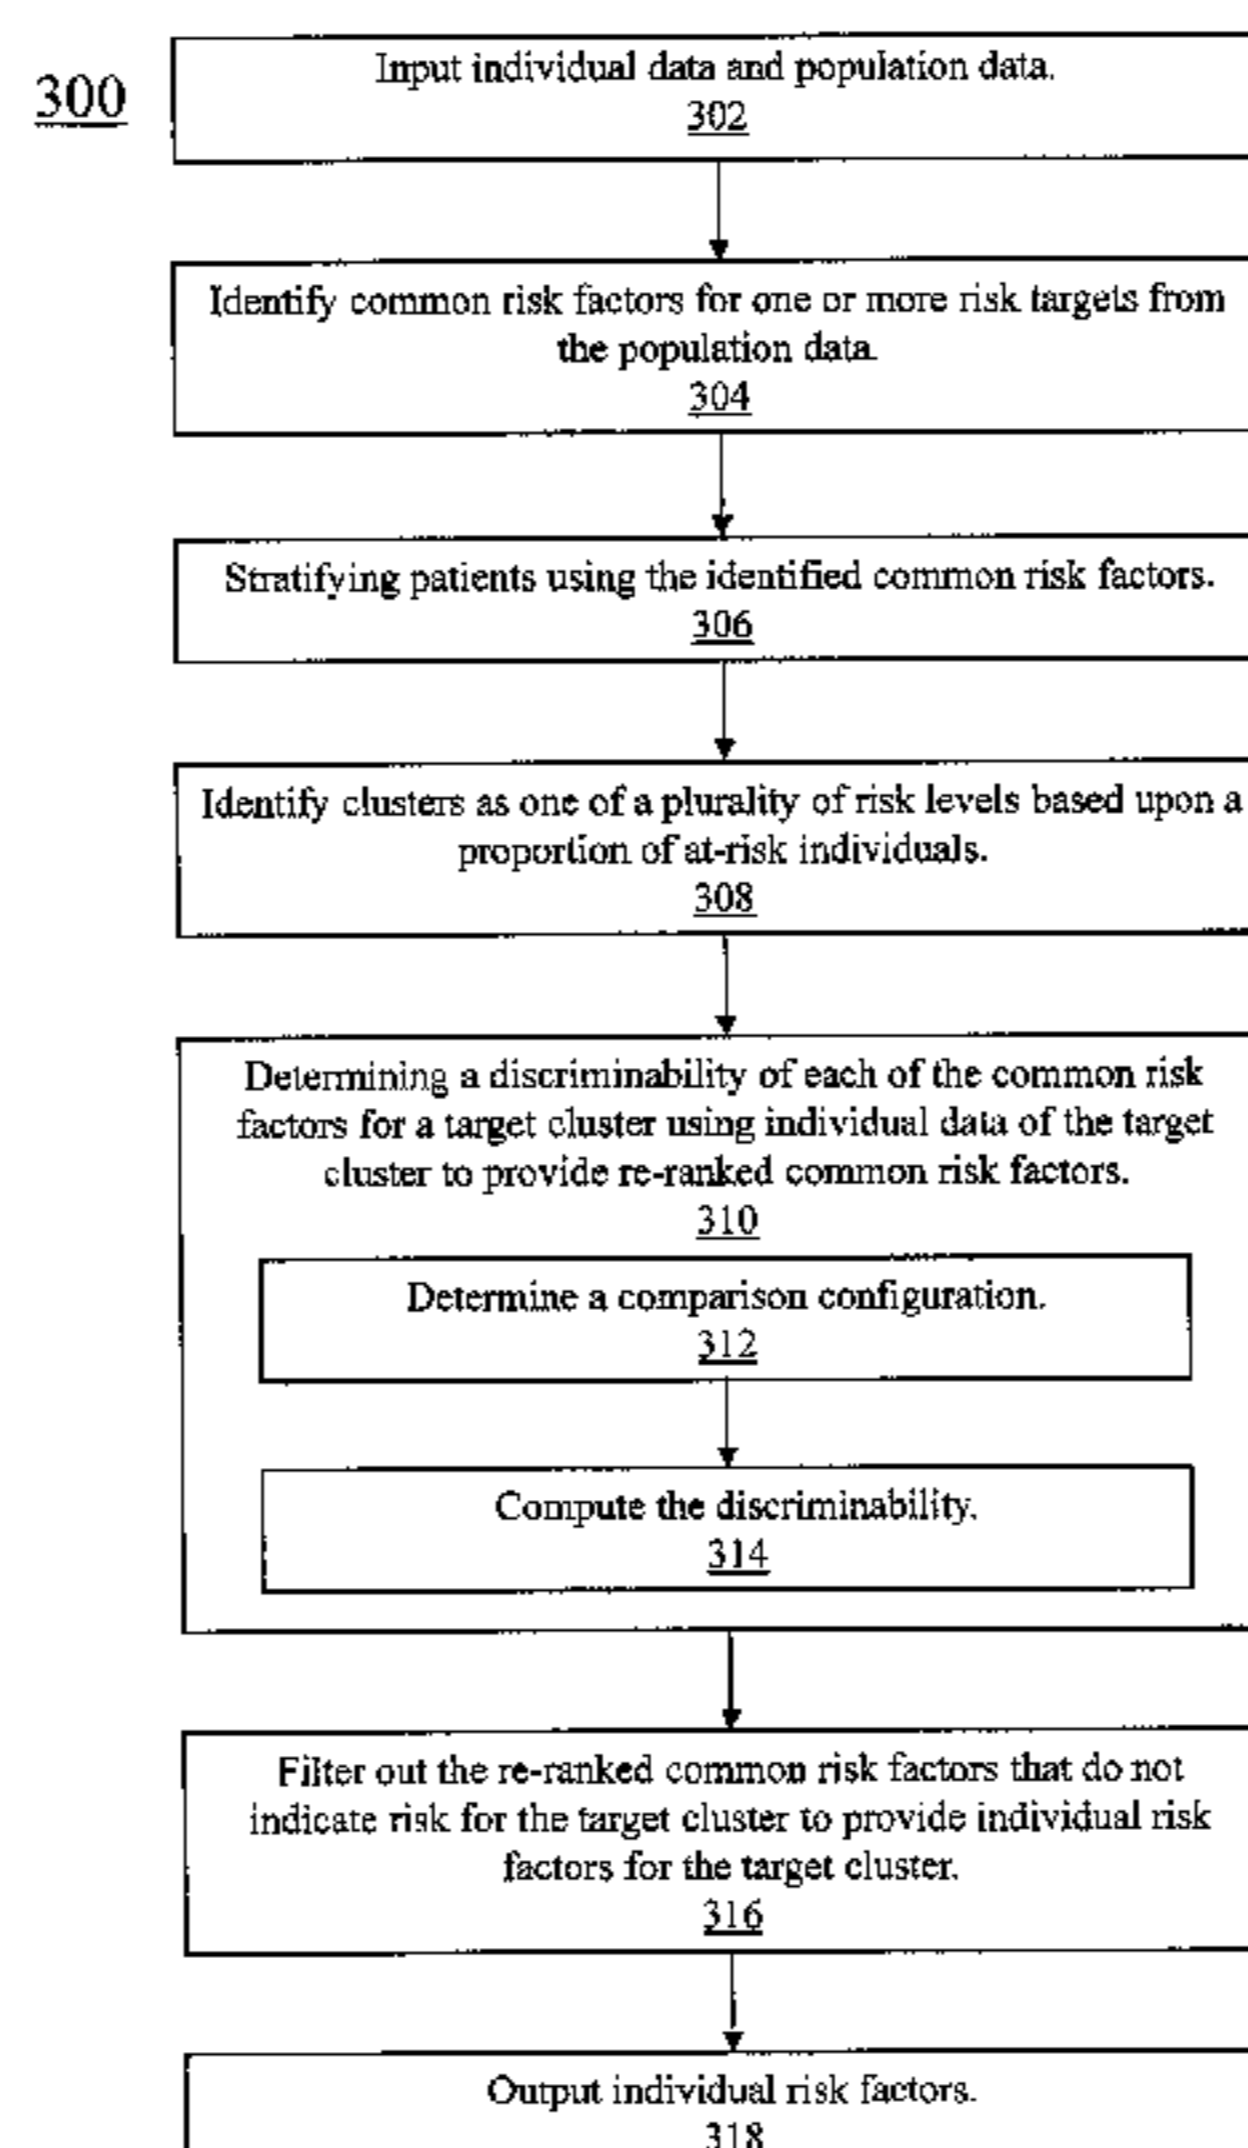 300
Input individual data and population data.
302
Identify common risk factors for one or more risk targets from
the population data.
304
Stratifying patients using the identified common risk factors.
306
Identify clusters as one of a plurality of risk levels based upon a
proportion of at-risk individuals.
308
Determining a discriminability of each of the common risk
factors for a target cluster using individual data of the target
cluster to provide re-ranked common risk factors.
310
Determine a comparison configuration.
312
Compute the discriminability.
314
Filter out the re-ranked common risk factors that do not
indicate risk for the target cluster to provide individual risk
factors for the target cluster.
316
Output individual risk factors.
318